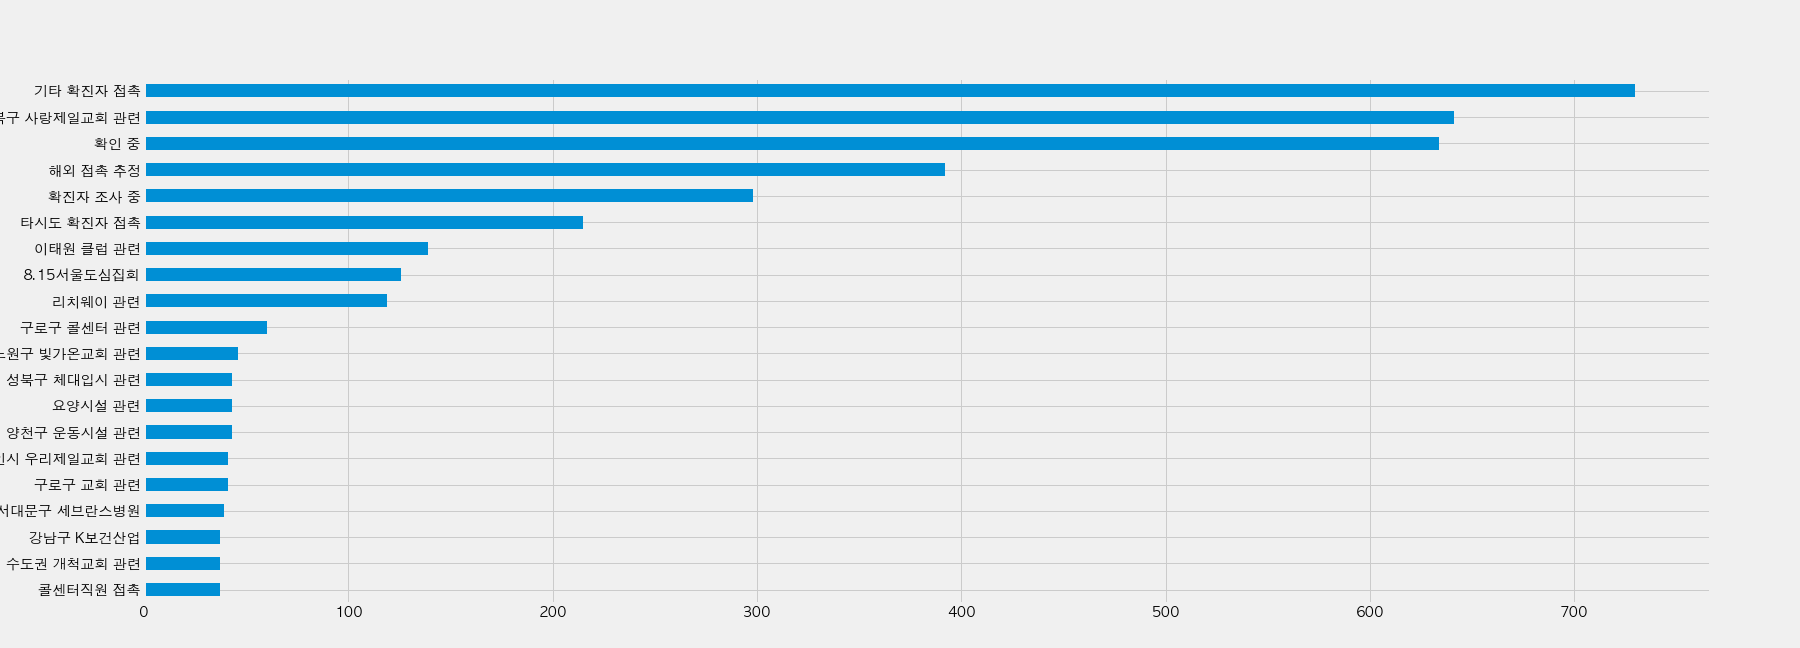 기타 확진자 접촉
사랑제일교회 관련
확인 중
해외 접촉 추정
확진자 조사 중
타시도 확진자 접촉
이태원 클럽 관련
8.15서울도심집회
리치웨이 관련
구로구 콜센터 관련
빛가온교회 관련
성북구 체대입시 관련
요양시설 관련
양천구 운동시설 관련
우리제일교회 관련
구로구 교회 관련
서대문구 세브란스병원
강남구 K보건산업
수도권 개척교회 관련
콜센터직원 접촉
0 100 200 300 400 500 600 700